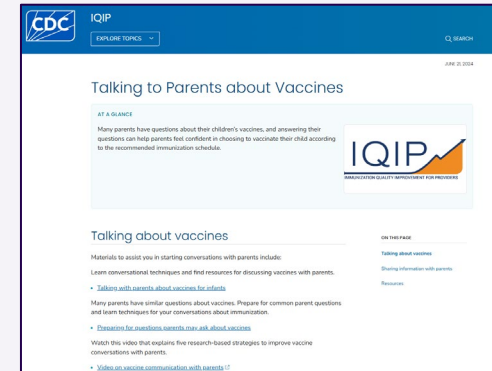 CDC
IQIP
EXPLORE TOPICS
SEARCH
JUNE 21, 2024
Talking to Parents about Vaccines
AT A GLANCE
Many parents have questions about their children's vaccines, and answering their
questions can help parents feel confident in choosing to vaccinate their child according
to the recommended immunization schedule.
IQIP
IMMUNIZATION QUALITY IMPROVEMENT FOR PROVIDERS
Talking about vaccines
Materials to assist you in starting conversations with parents include:
Learn conversational techniques and find resources for discussing vaccines with parents.
• Talking with parents about vaccines for infants
Many parents have similar questions about vaccines. Prepare for common parent questions
and learn techniques for your conversations about immunization.
• Preparing for questions parents may ask about vaccines
Watch this video that explains five research-based strategies to improve vaccine
conversations with parents.
• Video on vaccine communication with parents
ON THIS PAGE
Talking about vaccines
Sharing information with parents
Resources